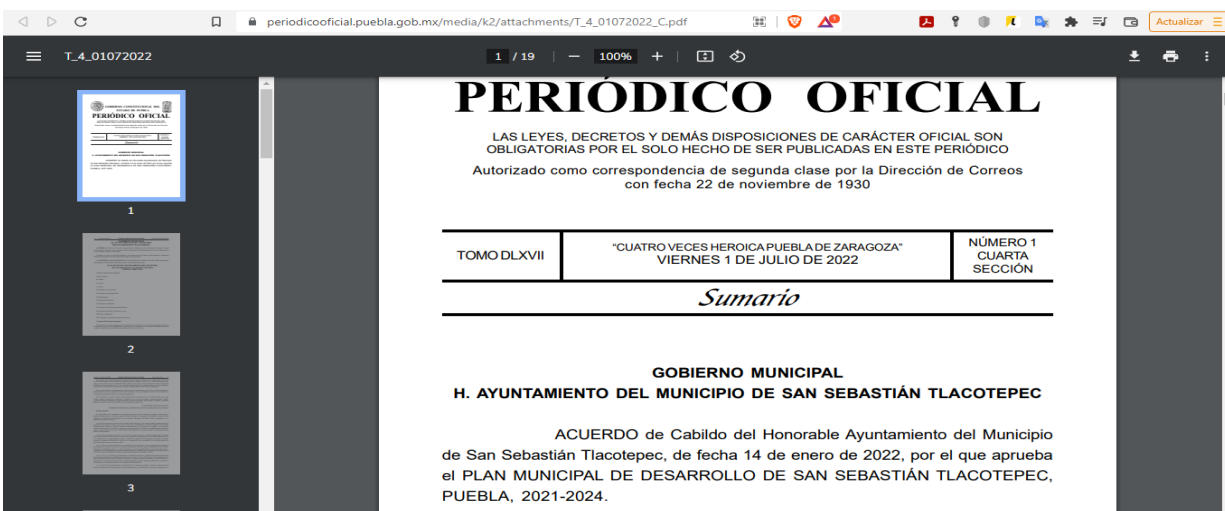 periodicooficial.puebla.gob.mx/media/k2/attachments/T_4_01072022_C.pdf
Actualizar
T_4_01072022
1 / 19
100%
PERIÓDICO OFICIAL
LAS LEYES, DECRETOS Y DEMÁS DISPOSICIONES DE CARÁCTER OFICIAL SON
OBLIGATORIAS POR EL SOLO HECHO DE SER PUBLICADAS EN ESTE PERIÓDICO
Autorizado como correspondencia de segunda clase por la Dirección de Correos
con fecha 22 de noviembre de 1930
TOMO DLXVII
"CUATRO VECES HEROICA PUEBLA DE ZARAGOZA"
VIERNES 1 DE JULIO DE 2022
NÚMERO 1
CUARTA
SECCIÓN
Sumario
GOBIERNO MUNICIPAL
H. AYUNTAMIENTO DEL MUNICIPIO DE SAN SEBASTIÁN TLACOTEPEC
ACUERDO de Cabildo del Honorable Ayuntamiento del Municipio
de San Sebastián Tlacotepec, de fecha 14 de enero de 2022, por el que aprueba
el PLAN MUNICIPAL DE DESARROLLO DE SAN SEBASTIÁN TLACOTEPEC,
PUEBLA, 2021-2024.
PERIÓDICO OFICIAL
Sumario
1
2
3